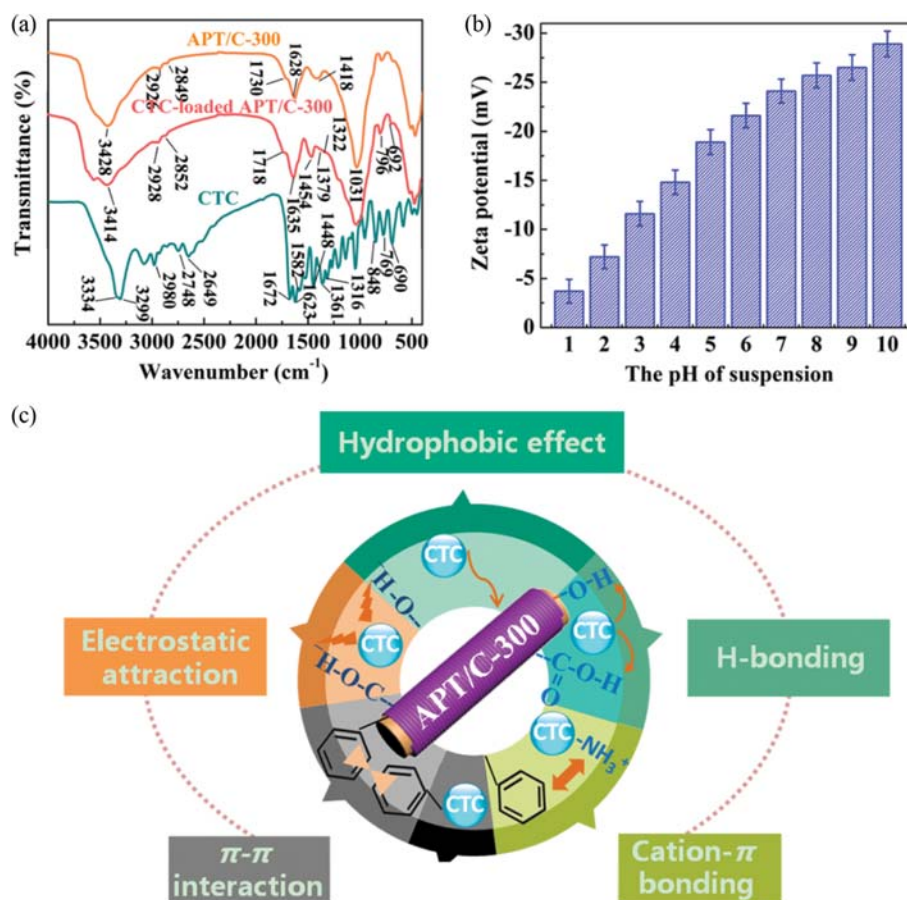 (a)
APT/C-300
2926
2849
1730
1628
1418
CTC-loaded APT/C-300
3428
2928
2852
1718
1322
692
796
1454
1379
1031
3414
CTC
1635
1582
1448
3334
3299
2980
2748
2649
1672
1623
1361
1316
848
769
690
Transmittance (%)
4000 3500 3000 2500 2000 1500 1000 500
Wavenumber (cm-1)
(b)
-30
-25
-20
-15
-10
-5
0
Zeta potential (mV)
1 2 3 4 5 6 7 8 9 10
The pH of suspension
(c)
Hydrophobic effect
Electrostatic
attraction
H-bonding
π-π
interaction
Cation-π
bonding
CTC
H-O--
CTC
H-O-C--
APT/C-300
-O-H
CTC
-C-O-H
O
CTC
-NH3+
CTC